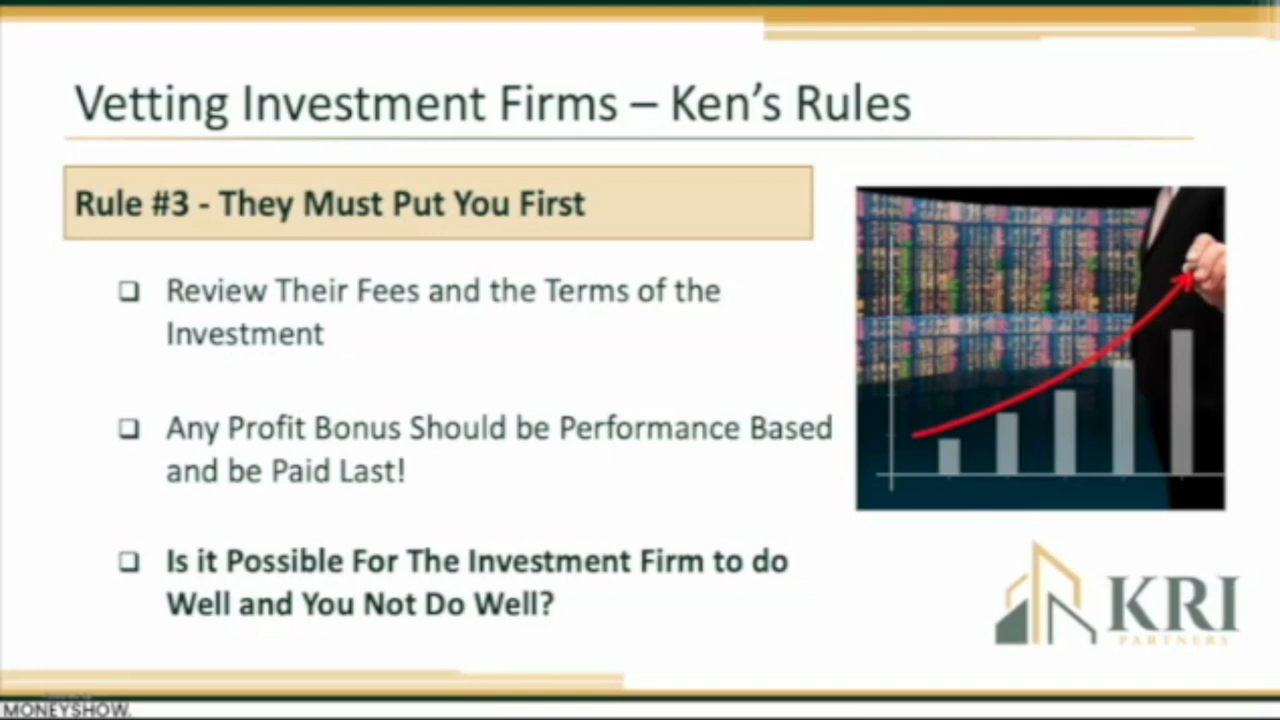 Vetting Investment Firms – Ken's Rules
Rule #3 - They Must Put You First
❑ Review Their Fees and the Terms of the
Investment
❑ Any Profit Bonus Should be Performance Based
and be Paid Last!
❑ Is it Possible For The Investment Firm to do
Well and You Not Do Well?
KRI
PARTNERS
MONEYSHOW.